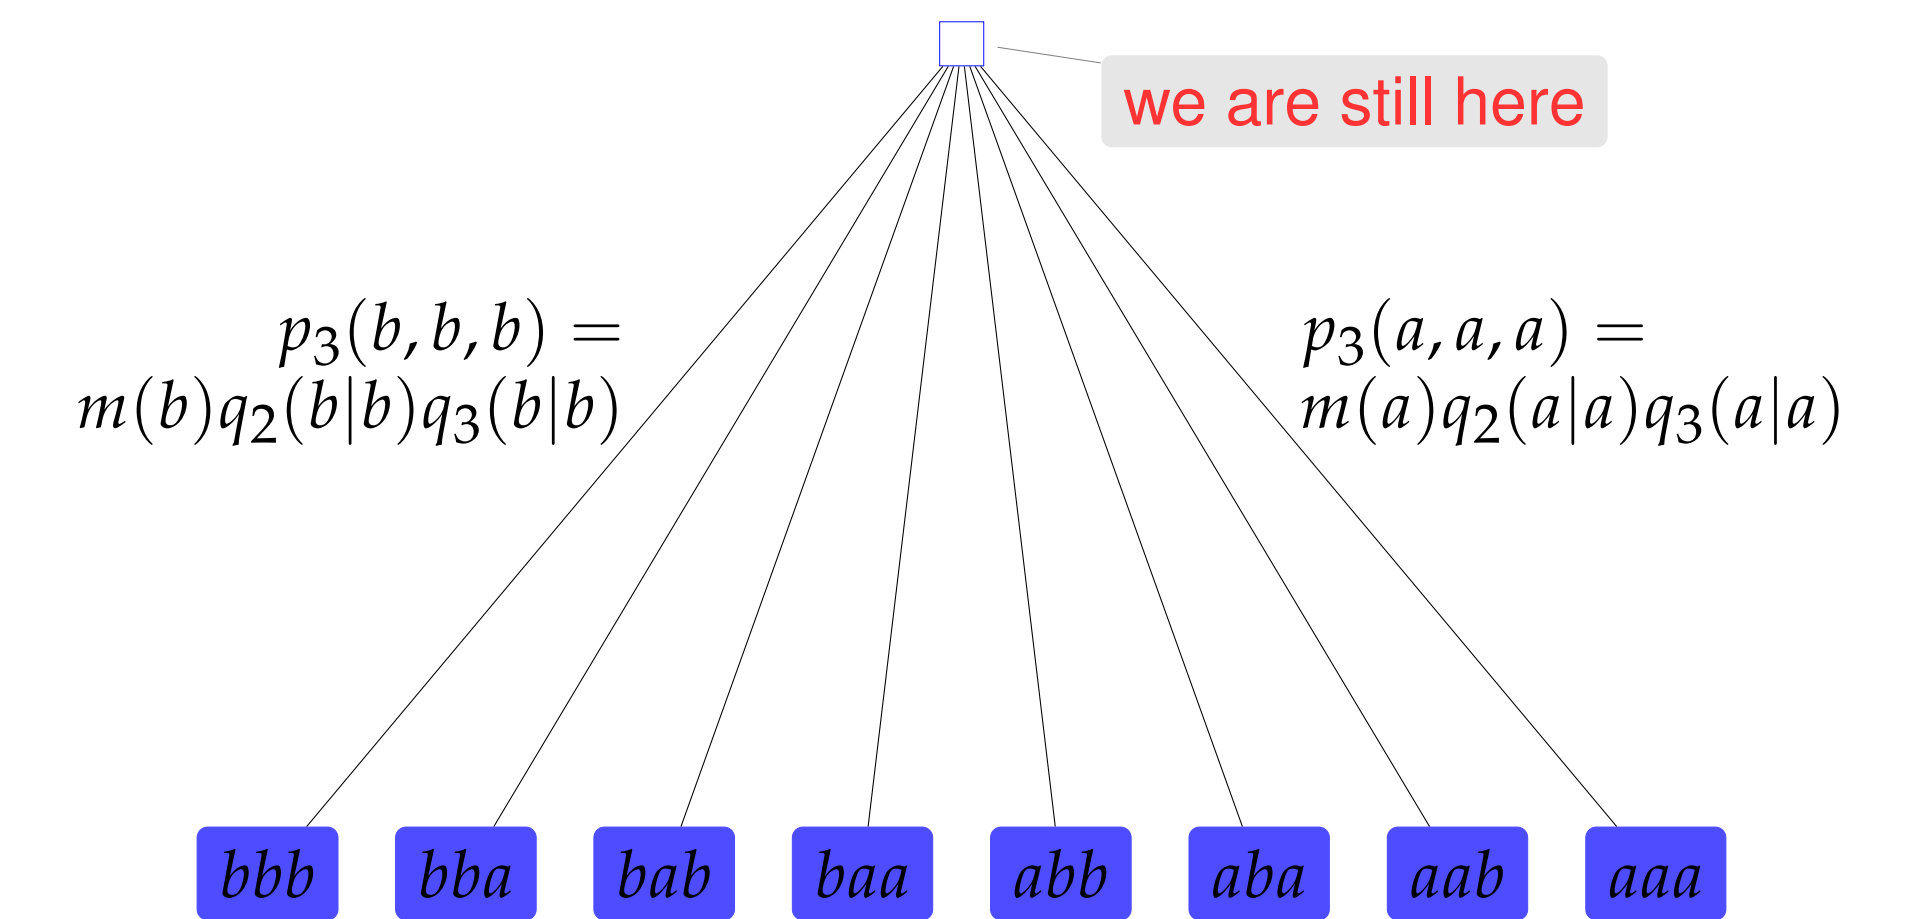 we are still here
p₃(b, b, b) =
m(b)q₂(b|b)q₃(b|b)
p₃(a, a, a) =
m(a)q₂(a|a)q₃(a|a)
bbb bba bab baa abb aba aab aaa